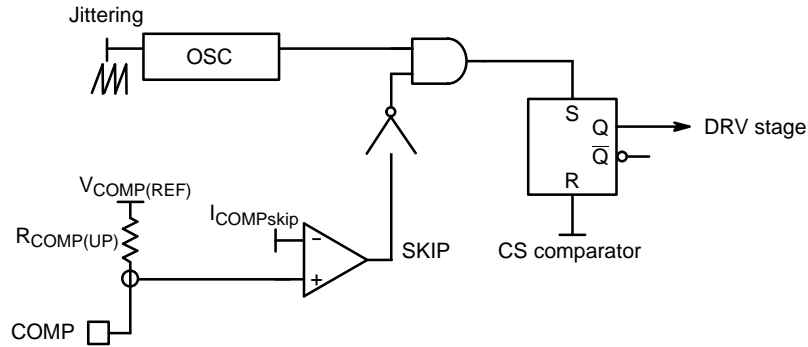 Jittering
OSC
S
Q
DRV stage
Q
R
VCOMP(REF)
ICOMPskip
RCOMP(UP)
−
SKIP
CS comparator
+
COMP